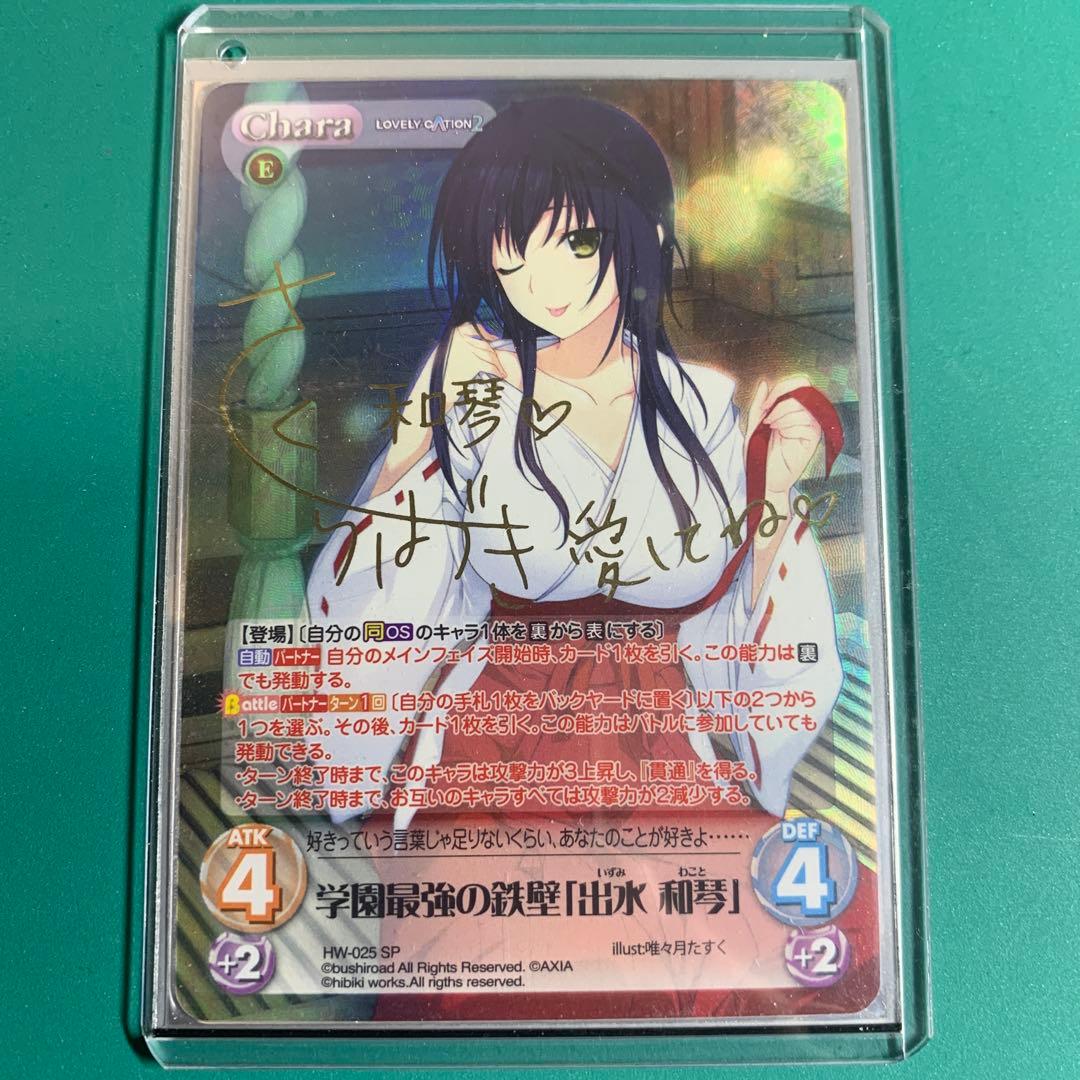 Chara LOVELY×CATION2
E
さくら
はづき
和琴♡
愛してね♡
【登場】〔自分の同OSのキャラ1体を裏から表にする〕
自動 パートナー 自分のメインフェイズ開始時、カード1枚を引く。この能力は裏
でも発動する。
Battle パートナー ターン1回〔自分の手札1枚をバックヤードに置く〕以下の2つから
1つを選ぶ。その後、カード1枚を引く。この能力はバトルに参加していても
発動できる。
・ターン終了時まで、このキャラは攻撃力が3上昇し、『貫通』を得る。
・ターン終了時まで、お互いのキャラすべては攻撃力が2減少する。
ATK
4
+2
好きっていう言葉じゃ足りないくらい、あなたのことが好きよ……
いずみ わこと
学園最強の鉄壁「出水 和琴」
DEF
4
+2
HW-025 SP illust:唯々月たすく
©bushiroad All Rights Reserved. ©AXIA
©hibiki works.All rigths reserved.